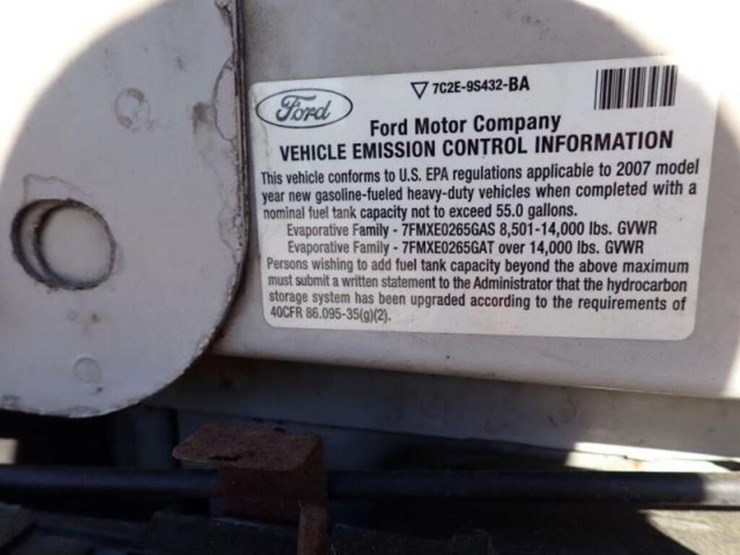 Ford
7C2E-9S432-BA
Ford Motor Company
VEHICLE EMISSION CONTROL INFORMATION
This vehicle conforms to U.S. EPA regulations applicable to 2007 model
year new gasoline-fueled heavy-duty vehicles when completed with a
nominal fuel tank capacity not to exceed 55.0 gallons.
Evaporative Family - 7FMXE0265GAS 8,501-14,000 lbs. GVWR
Evaporative Family - 7FMXE0265GAT over 14,000 lbs. GVWR
Persons wishing to add fuel tank capacity beyond the above maximum
must submit a written statement to the Administrator that the hydrocarbon
storage system has been upgraded according to the requirements of
40CFR 86.095-35(g)(2).